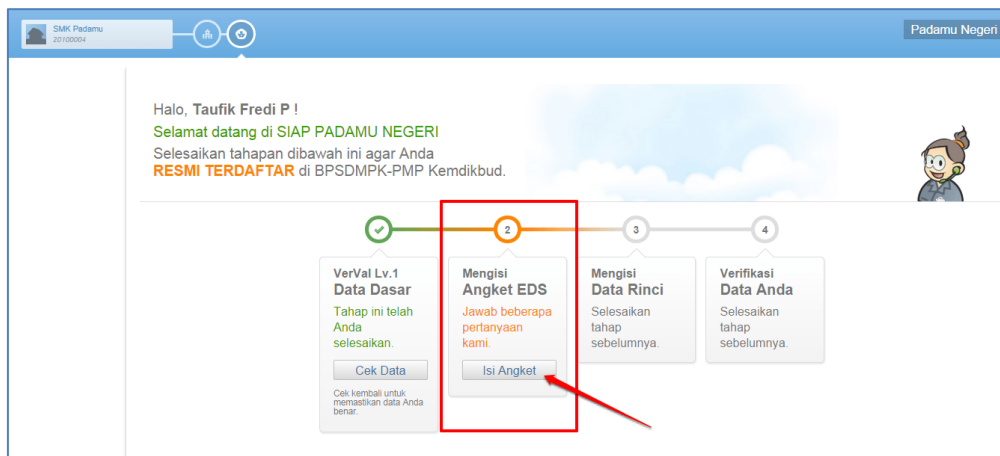 SMK Padamu
20100004
Padamu Negeri
Halo, Taufik Fredi P !
Selamat datang di SIAP PADAMU NEGERI
Selesaikan tahapan dibawah ini agar Anda
RESMI TERDAFTAR di BPSDMPK-PMP Kemdikbud.
2
3
4
VerVal Lv.1
Data Dasar
Tahap ini telah
Anda
selesaikan.
Cek Data
Cek kembali untuk
memastikan data Anda
benar.
Mengisi
Angket EDS
Jawab beberapa
pertanyaan
kami.
Isi Angket
Mengisi
Data Rinci
Selesaikan
tahap
sebelumnya.
Verifikasi
Data Anda
Selesaikan
tahap
sebelumnya.